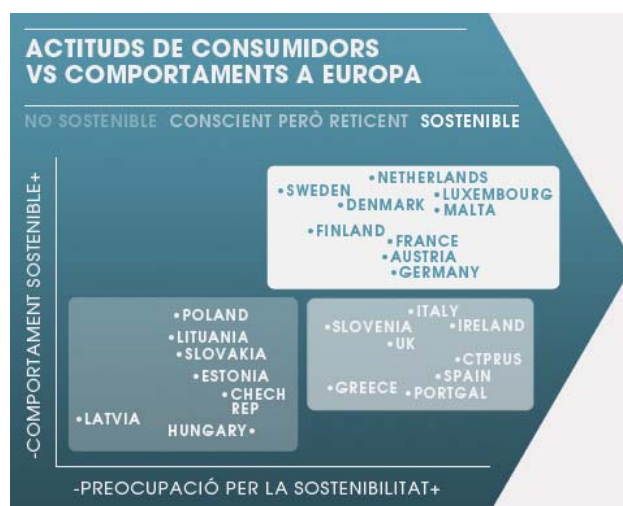 ACTITUDS DE CONSUMIDORS
VS COMPORTAMENTS A EUROPA
NO SOSTENIBLE CONSCIENT PERÒ RETICENT SOSTENIBLE
-COMPORTAMENT SOSTENIBLE+
•NETHERLANDS
•SWEDEN
•LUXEMBOURG
•DENMARK
•MALTA
•FINLAND
•FRANCE
•AUSTRIA
•GERMANY
•POLAND
•LITUANIA
•SLOVAKIA
•ESTONIA
•CHECH
REP
•LATVIA
HUNGARY•
•ITALY
•SLOVENIA
•IRELAND
•UK
•CTPRUS
•SPAIN
•GREECE
•PORTGAL
-PREOCUPACIÓ PER LA SOSTENIBILITAT+